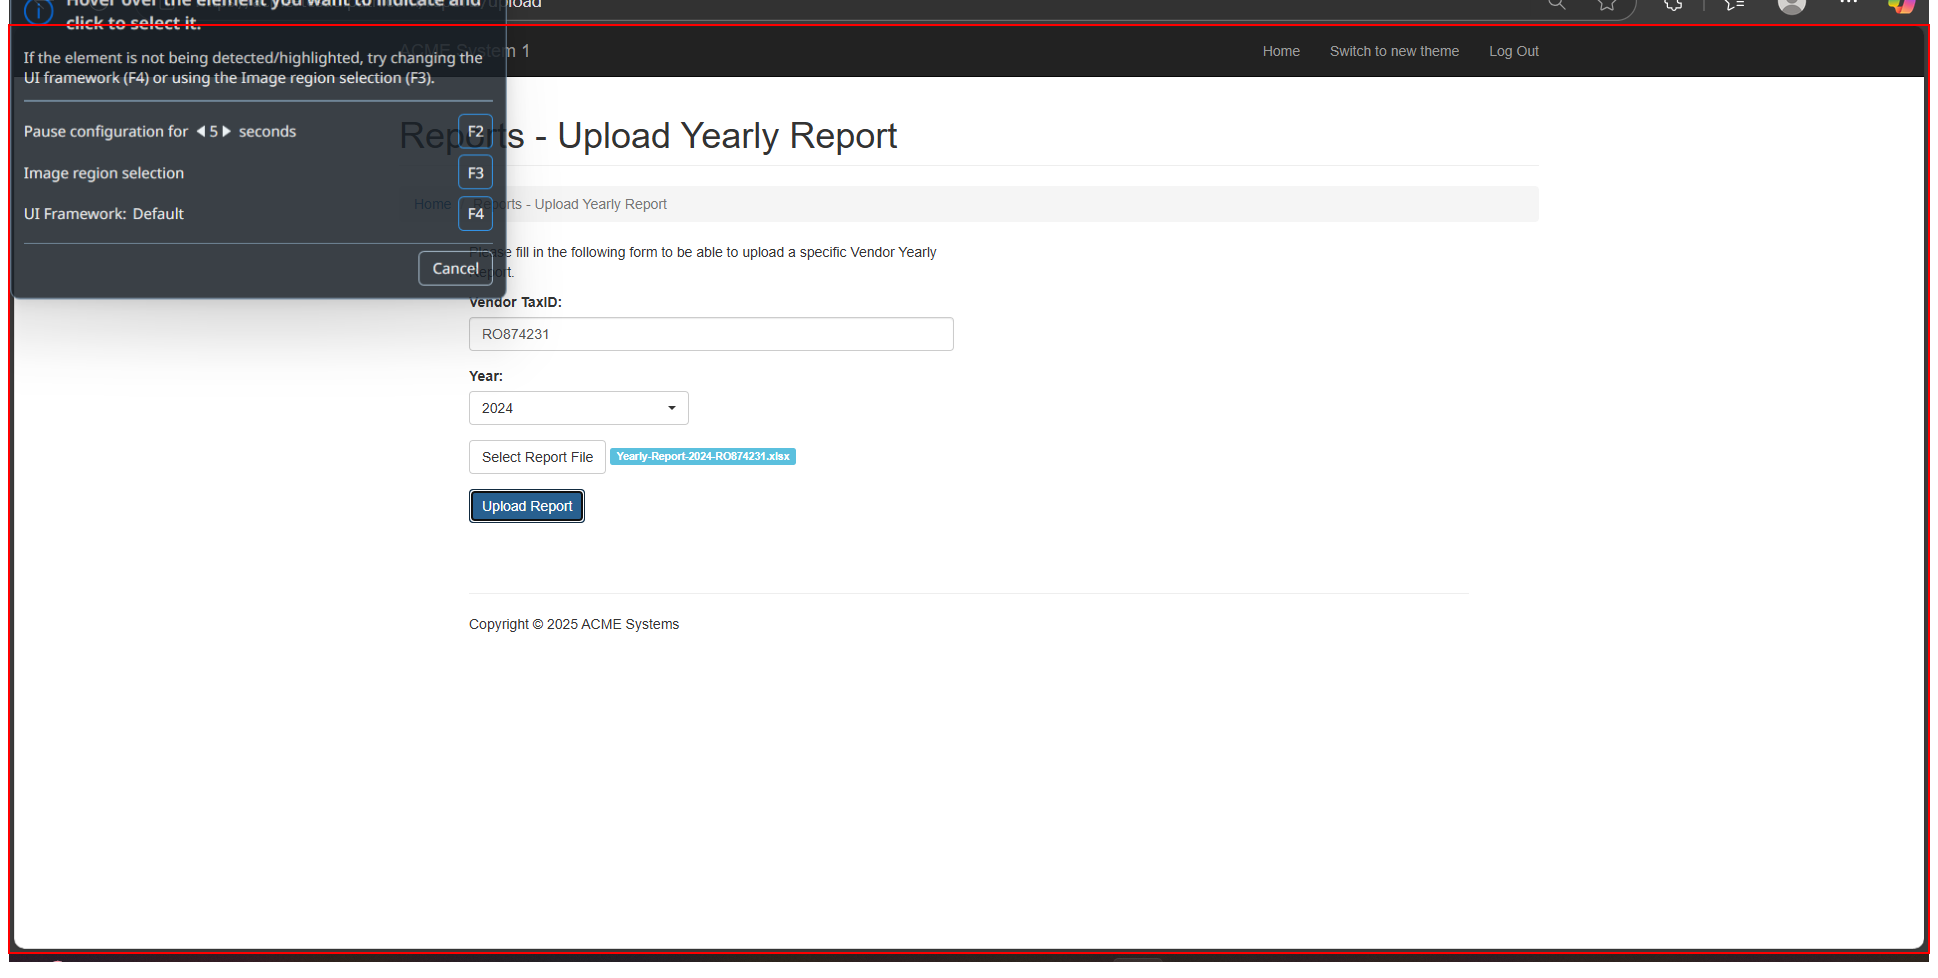 Hover over the element you want to indicate and
click to select it.
upload
If the element is not being detected/highlighted, try changing the
UI framework (F4) or using the Image region selection (F3).
ACME System 1
Home
Switch to new theme
Log Out
Pause configuration for 5 seconds
F2
Image region selection
F3
UI Framework: Default
F4
Cancel
Reports - Upload Yearly Report
Home
Reports - Upload Yearly Report
Please fill in the following form to be able to upload a specific Vendor Yearly
Report.
Vendor TaxID:
RO874231
Year:
2024
Select Report File
Yearly-Report-2024-RO874231.xlsx
Upload Report
Copyright © 2025 ACME Systems